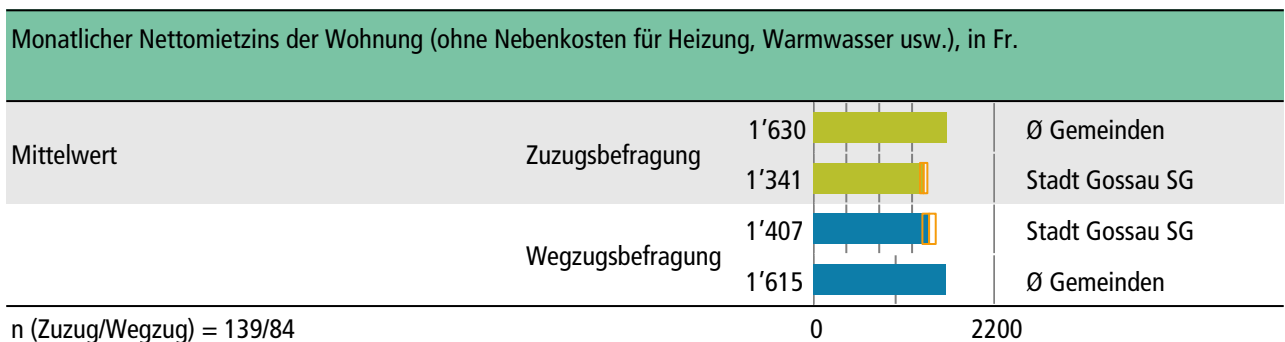 Monatlicher Nettomietzins der Wohnung (ohne Nebenkosten für Heizung, Warmwasser usw.), in Fr.
Mittelwert
Zuzugsbefragung
1'630
Ø Gemeinden
1'341
Stadt Gossau SG
Wegzugsbefragung
1'407
Stadt Gossau SG
1'615
Ø Gemeinden
n (Zuzug/Wegzug) = 139/84
0
2200